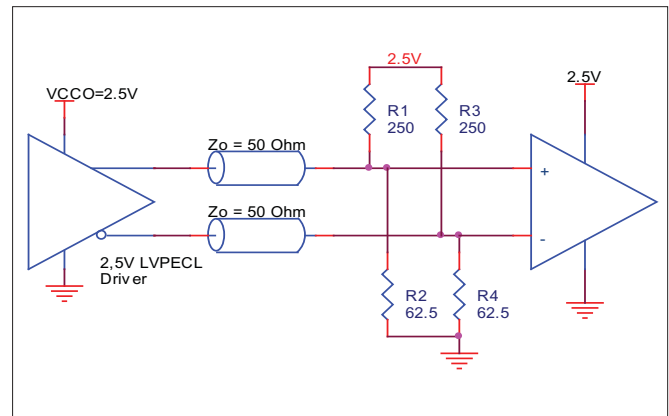 2.5V
2.5V
VCCO=2.5V
R1
250
R3
250
Zo = 50 Ohm
+
Zo = 50 Ohm
-
2,5V LVPECL
Driver
R2
62.5
R4
62.5